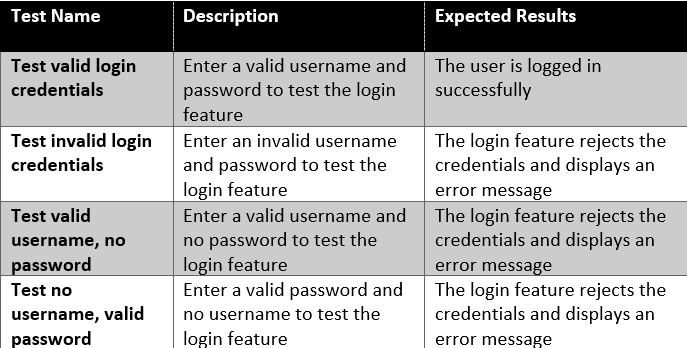 Test Name
Description
Expected Results
Test valid login
credentials
Enter a valid username and
password to test the login
feature
The user is logged in
successfully
Test invalid login
credentials
Enter an invalid username
and password to test the
login feature
The login feature rejects the
credentials and displays an
error message
Test valid
username, no
password
Enter a valid username and
no password to test the
login feature
The login feature rejects the
credentials and displays an
error message
Test no
username, valid
password
Enter a valid password and
no username to test the
login feature
The login feature rejects the
credentials and displays an
error message